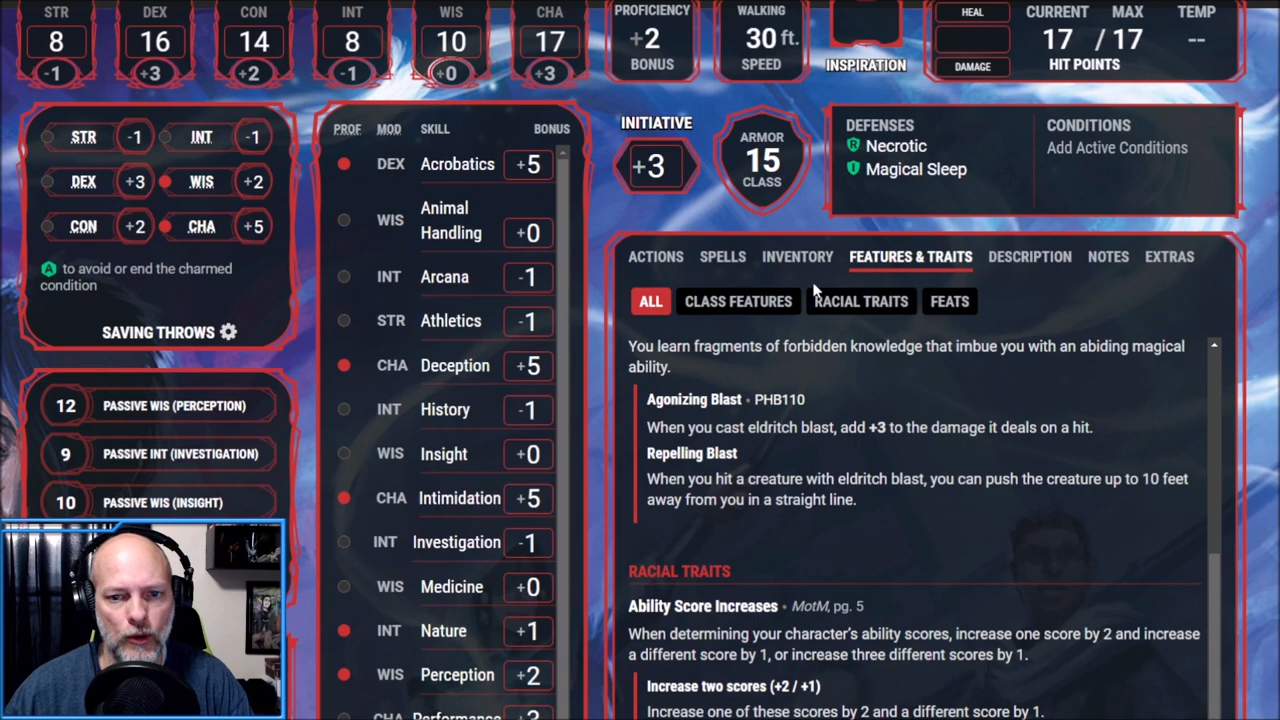 STR DEX CON INT WIS CHA
8 16 14 8 10 17
-1 +3 +2 -1 +0 +3
PROFICIENCY
+2
BONUS
WALKING
30 ft.
SPEED
INSPIRATION
HEAL
DAMAGE
CURRENT MAX TEMP
17 / 17 --
HIT POINTS
STR -1 INT -1
DEX +3 WIS +2
CON +2 CHA +5
A to avoid or end the charmed
condition
SAVING THROWS
12 PASSIVE WIS (PERCEPTION)
9 PASSIVE INT (INVESTIGATION)
10 PASSIVE WIS (INSIGHT)
PROF MOD SKILL BONUS
DEX Acrobatics +5
WIS Animal
Handling +0
INT Arcana -1
STR Athletics -1
CHA Deception +5
INT History -1
WIS Insight +0
CHA Intimidation +5
INT Investigation -1
WIS Medicine +0
INT Nature +1
WIS Perception +2
CHA Performance +3
INITIATIVE
+3
ARMOR
15
CLASS
DEFENSES
R Necrotic
I Magical Sleep
CONDITIONS
Add Active Conditions
ACTIONS SPELLS INVENTORY FEATURES & TRAITS DESCRIPTION NOTES EXTRAS
ALL CLASS FEATURES RACIAL TRAITS FEATS
You learn fragments of forbidden knowledge that imbue you with an abiding magical
ability.
Agonizing Blast • PHB110
When you cast eldritch blast, add +3 to the damage it deals on a hit.
Repelling Blast
When you hit a creature with eldritch blast, you can push the creature up to 10 feet
away from you in a straight line.
RACIAL TRAITS
Ability Score Increases • MotM, pg. 5
When determining your character's ability scores, increase one score by 2 and increase
a different score by 1, or increase three different scores by 1.
Increase two scores (+2 / +1)
Increase one of these scores by 2 and a different score by 1.